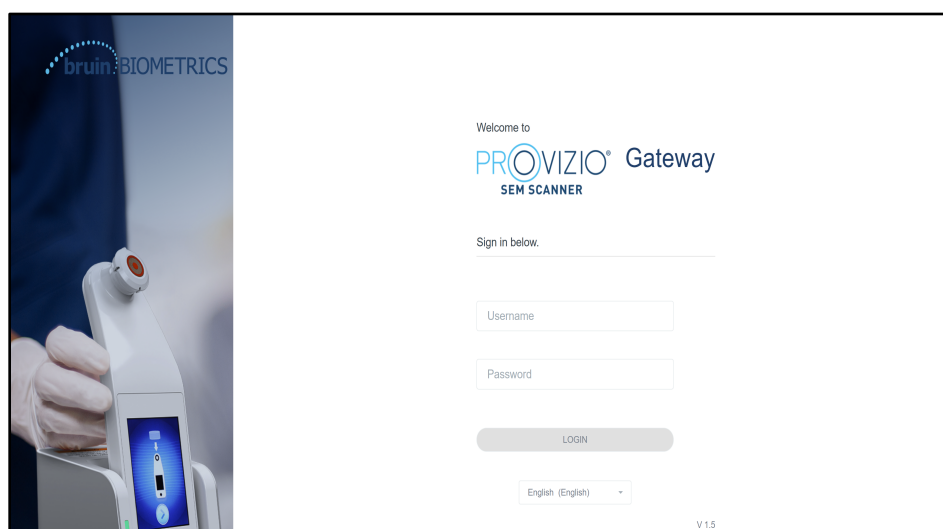 bruin BIOMETRICS
Welcome to
PROVIZIO® Gateway
SEM SCANNER
Sign in below.
Username
Password
LOGIN
English (English)
V 1.5